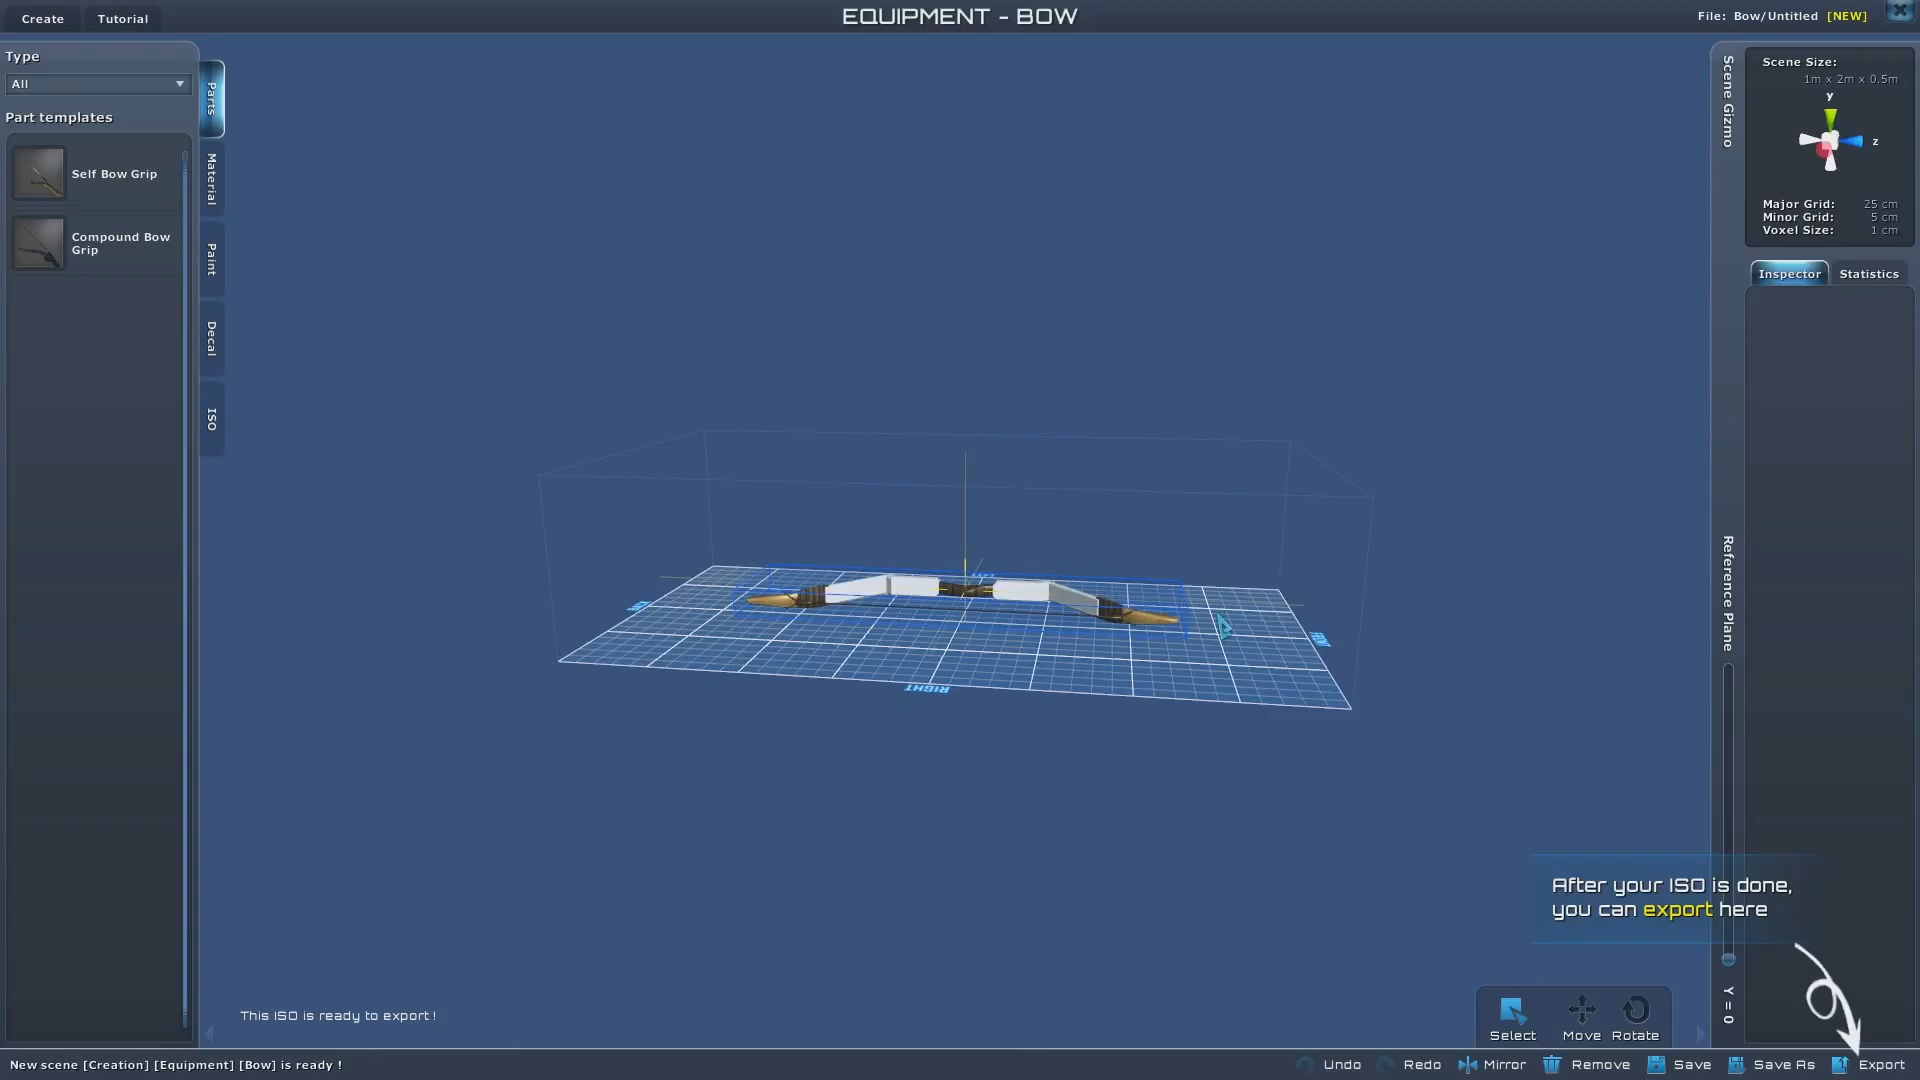 Create
Tutorial
EQUIPMENT - BOW
File: Bow/Untitled [NEW]
Type
All
Part templates
Self Bow Grip
Compound Bow
Grip
Parts
Material
Paint
Decal
ISO
Scene Gizmo
Scene Size:
1m x 2m x 0.5m
y
z
Major Grid: 25 cm
Minor Grid: 5 cm
Voxel Size: 1 cm
Inspector
Statistics
Reference Plane
Y = 0
RIGHT
After your ISO is done,
you can export here
This ISO is ready to export !
Select
Move
Rotate
New scene [Creation] [Equipment] [Bow] is ready !
Undo
Redo
Mirror
Remove
Save
Save As
Export